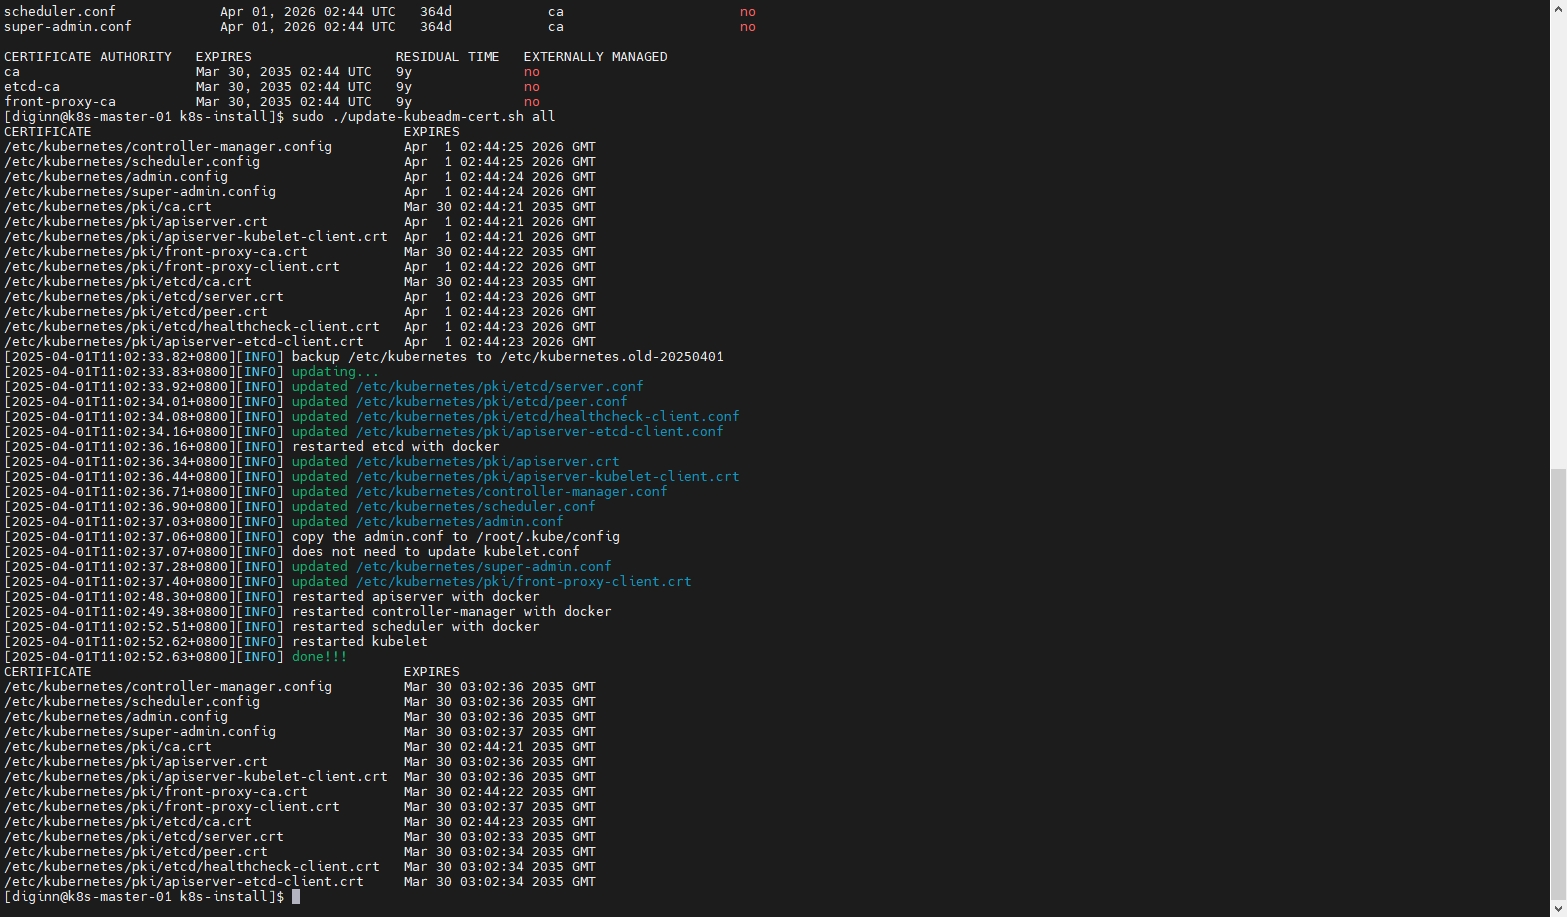 scheduler.conf             Apr 01, 2026 02:44 UTC   364d            ca                      no
super-admin.conf           Apr 01, 2026 02:44 UTC   364d            ca                      no
CERTIFICATE AUTHORITY   EXPIRES                  RESIDUAL TIME   EXTERNALLY MANAGED
ca                      Mar 30, 2035 02:44 UTC   9y              no
etcd-ca                 Mar 30, 2035 02:44 UTC   9y              no
front-proxy-ca          Mar 30, 2035 02:44 UTC   9y              no
[diginn@k8s-master-01 k8s-install]$ sudo ./update-kubeadm-cert.sh all
CERTIFICATE                                       EXPIRES
/etc/kubernetes/controller-manager.config         Apr  1 02:44:25 2026 GMT
/etc/kubernetes/scheduler.config                  Apr  1 02:44:25 2026 GMT
/etc/kubernetes/admin.config                      Apr  1 02:44:24 2026 GMT
/etc/kubernetes/super-admin.config                Apr  1 02:44:24 2026 GMT
/etc/kubernetes/pki/ca.crt                        Mar 30 02:44:21 2035 GMT
/etc/kubernetes/pki/apiserver.crt                 Apr  1 02:44:21 2026 GMT
/etc/kubernetes/pki/apiserver-kubelet-client.crt  Apr  1 02:44:21 2026 GMT
/etc/kubernetes/pki/front-proxy-ca.crt            Mar 30 02:44:22 2035 GMT
/etc/kubernetes/pki/front-proxy-client.crt        Apr  1 02:44:22 2026 GMT
/etc/kubernetes/pki/etcd/ca.crt                   Mar 30 02:44:23 2035 GMT
/etc/kubernetes/pki/etcd/server.crt               Apr  1 02:44:23 2026 GMT
/etc/kubernetes/pki/etcd/peer.crt                 Apr  1 02:44:23 2026 GMT
/etc/kubernetes/pki/etcd/healthcheck-client.crt   Apr  1 02:44:23 2026 GMT
/etc/kubernetes/pki/apiserver-etcd-client.crt     Apr  1 02:44:23 2026 GMT
[2025-04-01T11:02:33.82+0800][INFO] backup /etc/kubernetes to /etc/kubernetes.old-20250401
[2025-04-01T11:02:33.83+0800][INFO] updating...
[2025-04-01T11:02:33.92+0800][INFO] updated /etc/kubernetes/pki/etcd/server.conf
[2025-04-01T11:02:34.01+0800][INFO] updated /etc/kubernetes/pki/etcd/peer.conf
[2025-04-01T11:02:34.08+0800][INFO] updated /etc/kubernetes/pki/etcd/healthcheck-client.conf
[2025-04-01T11:02:34.16+0800][INFO] updated /etc/kubernetes/pki/apiserver-etcd-client.conf
[2025-04-01T11:02:36.16+0800][INFO] restarted etcd with docker
[2025-04-01T11:02:36.34+0800][INFO] updated /etc/kubernetes/pki/apiserver.crt
[2025-04-01T11:02:36.44+0800][INFO] updated /etc/kubernetes/pki/apiserver-kubelet-client.crt
[2025-04-01T11:02:36.71+0800][INFO] updated /etc/kubernetes/controller-manager.conf
[2025-04-01T11:02:36.90+0800][INFO] updated /etc/kubernetes/scheduler.conf
[2025-04-01T11:02:37.03+0800][INFO] updated /etc/kubernetes/admin.conf
[2025-04-01T11:02:37.06+0800][INFO] copy the admin.conf to /root/.kube/config
[2025-04-01T11:02:37.07+0800][INFO] does not need to update kubelet.conf
[2025-04-01T11:02:37.28+0800][INFO] updated /etc/kubernetes/super-admin.conf
[2025-04-01T11:02:37.40+0800][INFO] updated /etc/kubernetes/pki/front-proxy-client.crt
[2025-04-01T11:02:48.30+0800][INFO] restarted apiserver with docker
[2025-04-01T11:02:49.38+0800][INFO] restarted controller-manager with docker
[2025-04-01T11:02:52.51+0800][INFO] restarted scheduler with docker
[2025-04-01T11:02:52.62+0800][INFO] restarted kubelet
[2025-04-01T11:02:52.63+0800][INFO] done!!!
CERTIFICATE                                       EXPIRES
/etc/kubernetes/controller-manager.config         Mar 30 03:02:36 2035 GMT
/etc/kubernetes/scheduler.config                  Mar 30 03:02:36 2035 GMT
/etc/kubernetes/admin.config                      Mar 30 03:02:36 2035 GMT
/etc/kubernetes/super-admin.config                Mar 30 03:02:37 2035 GMT
/etc/kubernetes/pki/ca.crt                        Mar 30 02:44:21 2035 GMT
/etc/kubernetes/pki/apiserver.crt                 Mar 30 03:02:36 2035 GMT
/etc/kubernetes/pki/apiserver-kubelet-client.crt  Mar 30 03:02:36 2035 GMT
/etc/kubernetes/pki/front-proxy-ca.crt            Mar 30 02:44:22 2035 GMT
/etc/kubernetes/pki/front-proxy-client.crt        Mar 30 03:02:37 2035 GMT
/etc/kubernetes/pki/etcd/ca.crt                   Mar 30 02:44:23 2035 GMT
/etc/kubernetes/pki/etcd/server.crt               Mar 30 03:02:33 2035 GMT
/etc/kubernetes/pki/etcd/peer.crt                 Mar 30 03:02:34 2035 GMT
/etc/kubernetes/pki/etcd/healthcheck-client.crt   Mar 30 03:02:34 2035 GMT
/etc/kubernetes/pki/apiserver-etcd-client.crt     Mar 30 03:02:34 2035 GMT
[diginn@k8s-master-01 k8s-install]$